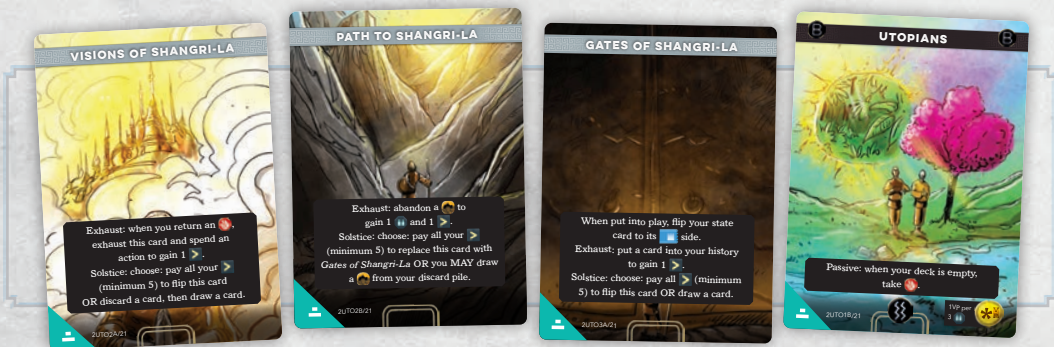 VISIONS OF SHANGRI-LA
Exhaust: when you return an
exhaust this card and spend an
action to gain 1
Solstice: choose: pay all your
(minimum 5) to flip this card
OR discard a card, then draw a card.
2UTO2A/21
PATH TO SHANGRI-LA
Exhaust: abandon a to
gain 1 and 1
Solstice: choose: pay all your
(minimum 5) to replace this card with
Gates of Shangri-La OR you MAY draw
a from your discard pile.
2UTO2B/21
GATES OF SHANGRI-LA
When put into play, flip your state
card to its side.
Exhaust: put a card into your history
to gain 1
Solstice: choose: pay all (minimum
5) to flip this card OR draw a card.
2UTO3A/21
B
UTOPIANS
B
Passive: when your deck is empty,
take
2UTO1B/21
1VP per
3